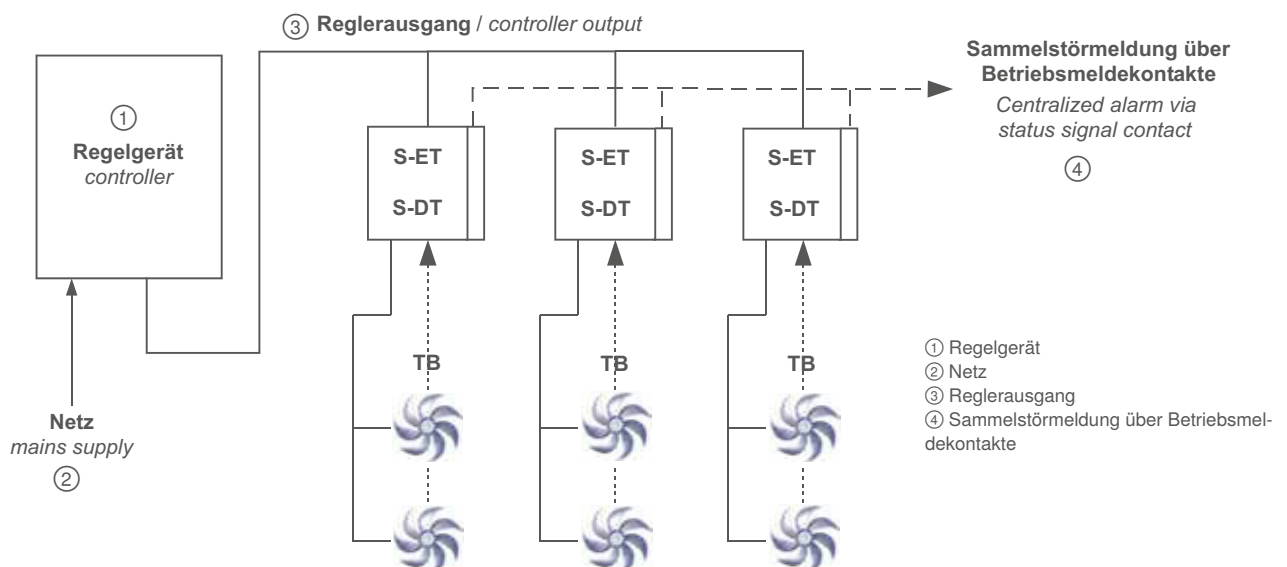 ③ Reglerausgang / controller output
Sammelstörmeldung über
Betriebsmeldekontakte
Centralized alarm via
status signal contact
④
①
Regelgerät
controller
S-ET
S-DT
S-ET
S-DT
S-ET
S-DT
TB
TB
TB
Netz
mains supply
②
① Regelgerät
② Netz
③ Reglerausgang
④ Sammelstörmeldung über Betriebsmel-
dekontakte